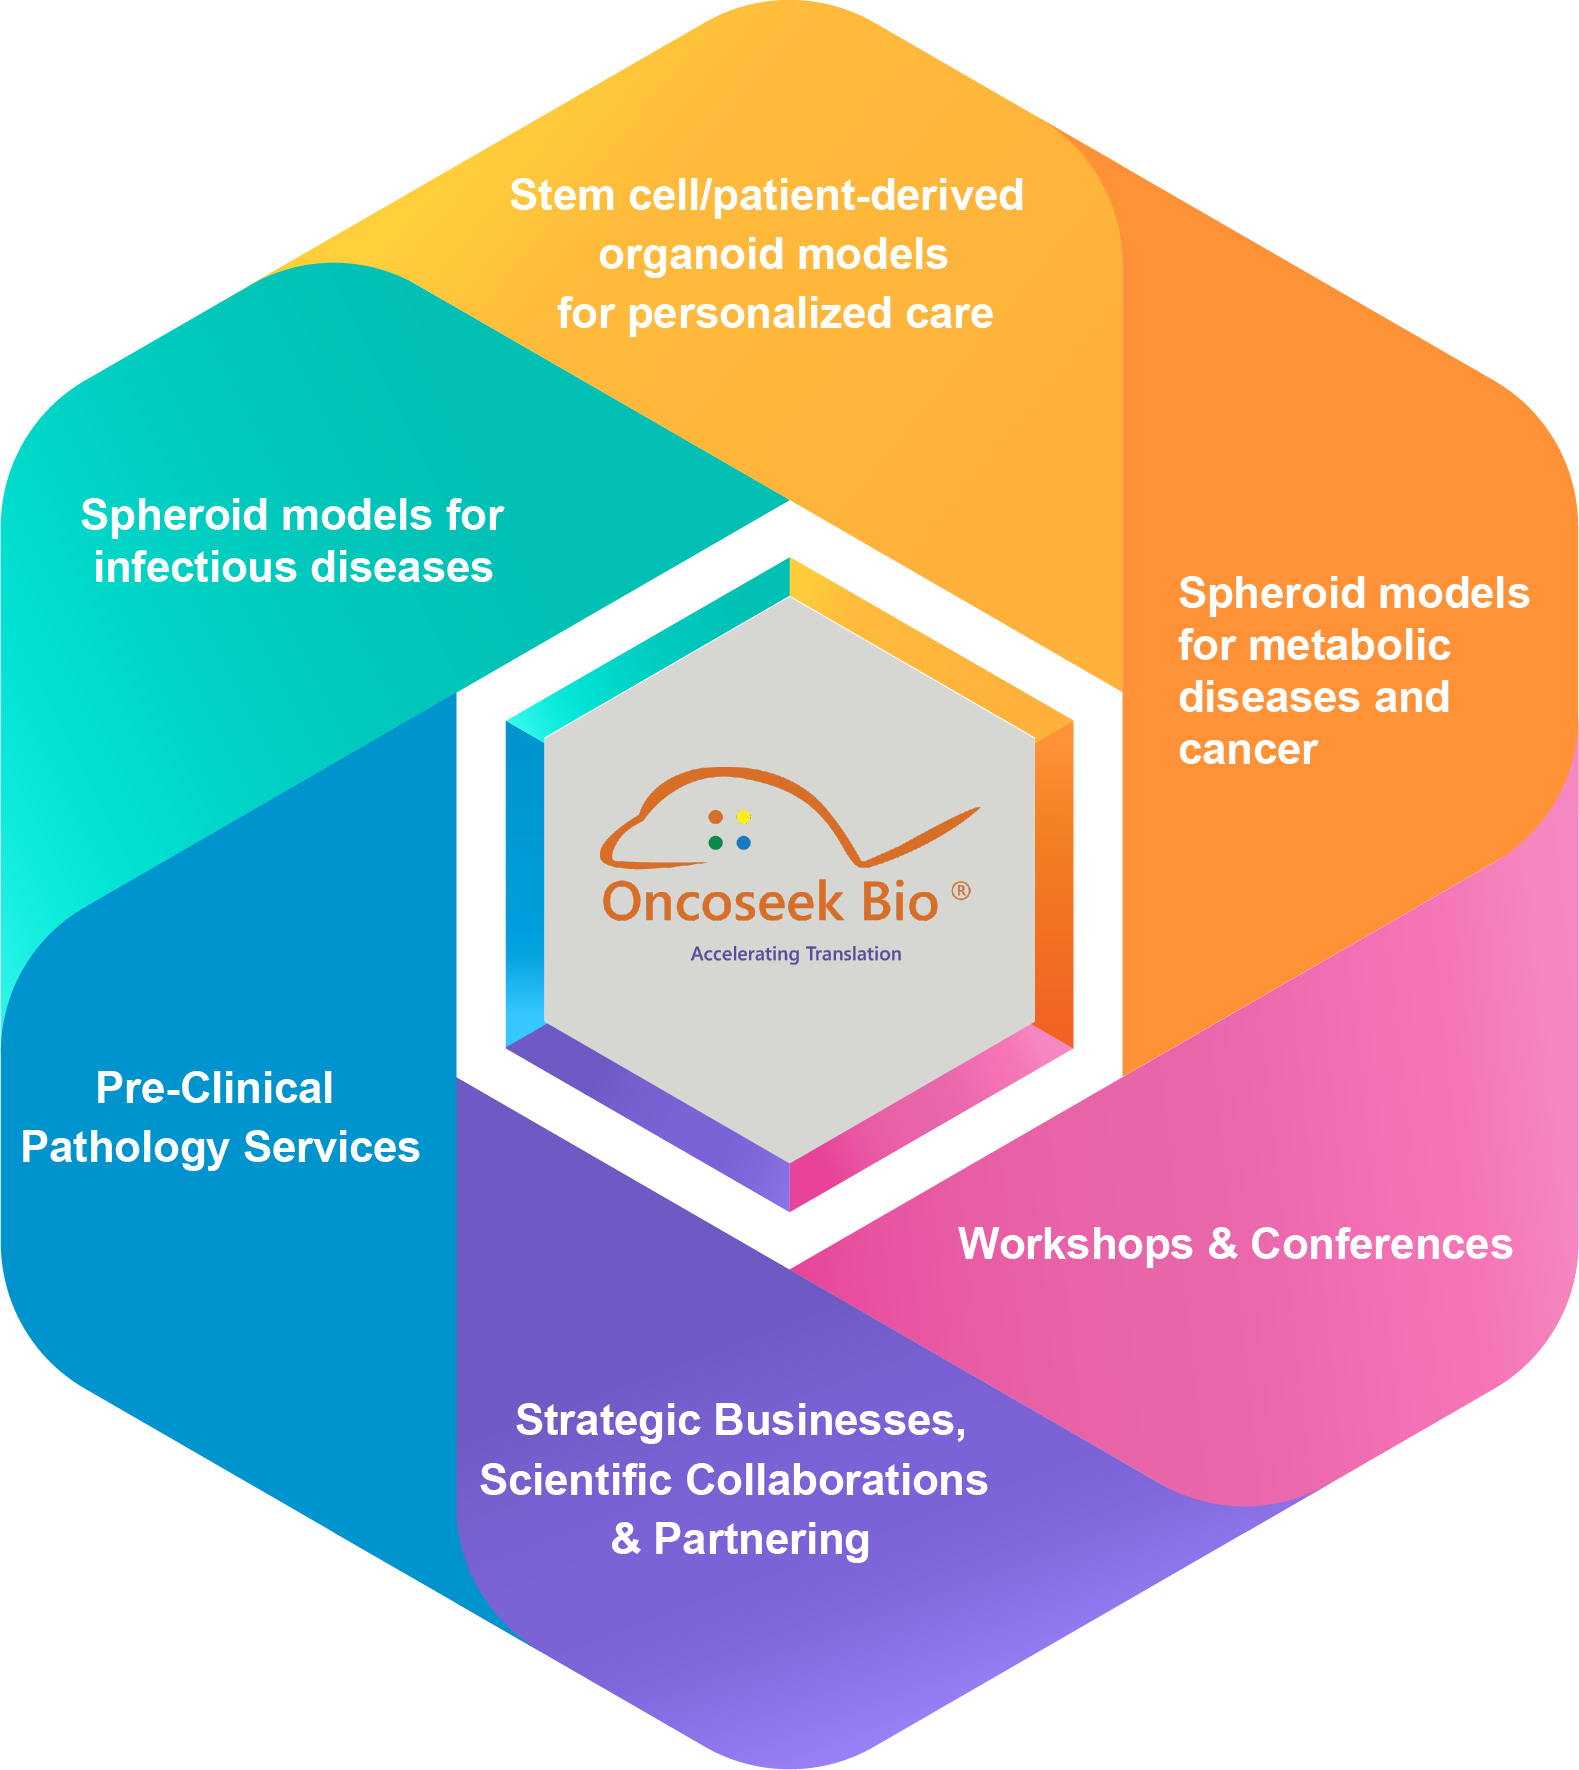 Stem cell/patient-derived
organoid models
for personalized care
Spheroid models for
infectious diseases
Spheroid models
for metabolic
diseases and
cancer
Oncoseek Bio ®
Accelerating Translation
Pre-Clinical
Pathology Services
Workshops & Conferences
Strategic Businesses,
Scientific Collaborations
& Partnering